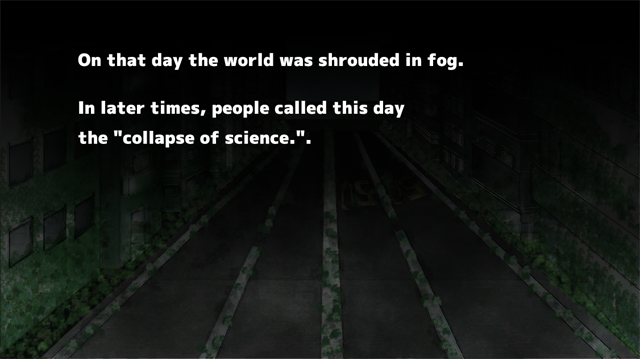 On that day the world was shrouded in fog.
In later times, people called this day
the "collapse of science.".